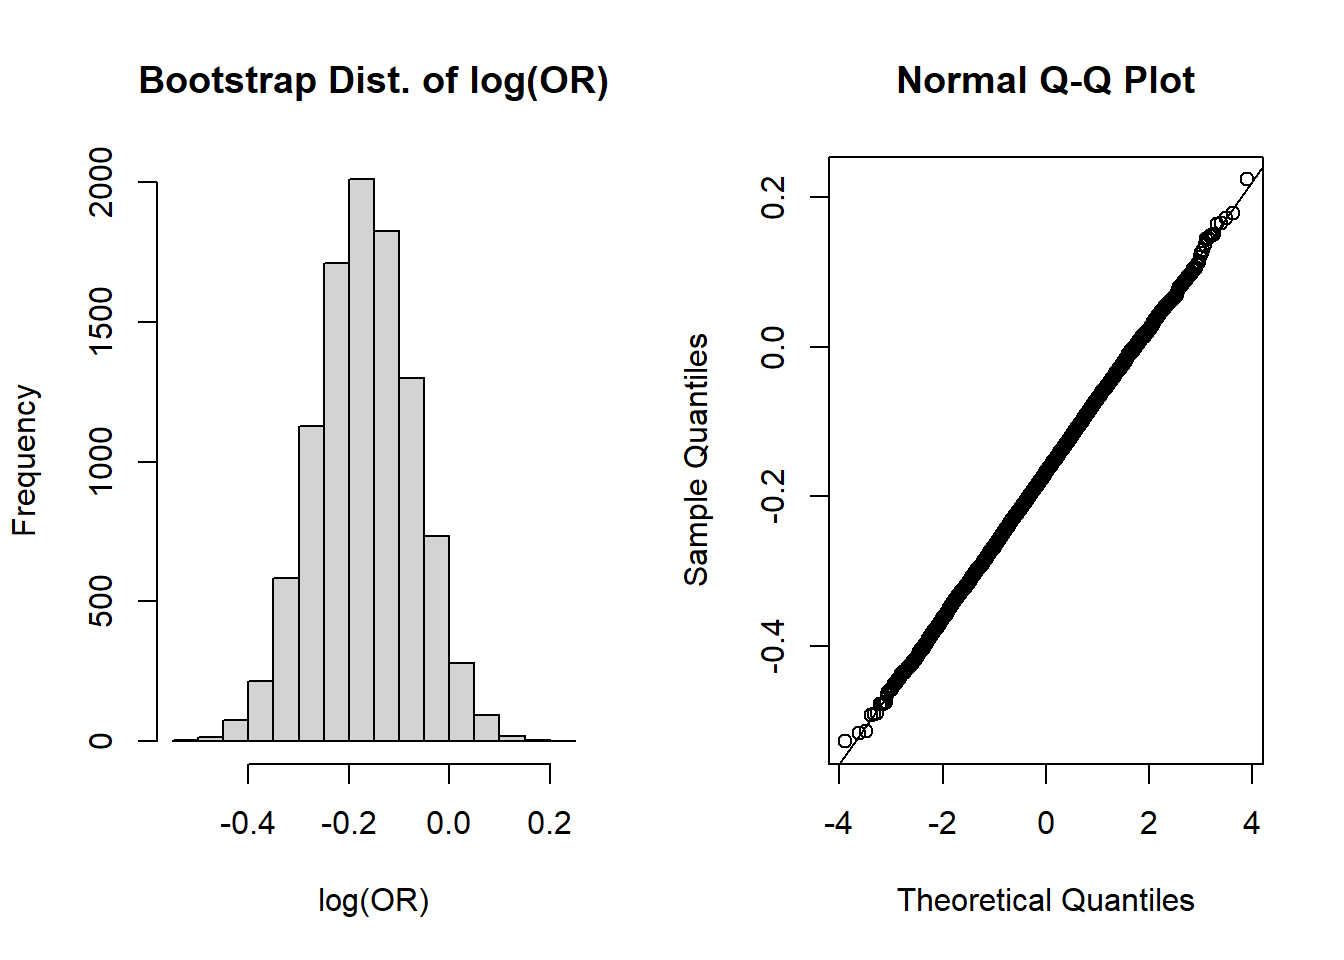 Bootstrap Dist. of log(OR)
Frequency
2000
1500
1000
500
0
-0.4 -0.2 0.0 0.2
log(OR)
Normal Q-Q Plot
Sample Quantiles
0.2
0.0
-0.2
-0.4
-4 -2 0 2 4
Theoretical Quantiles